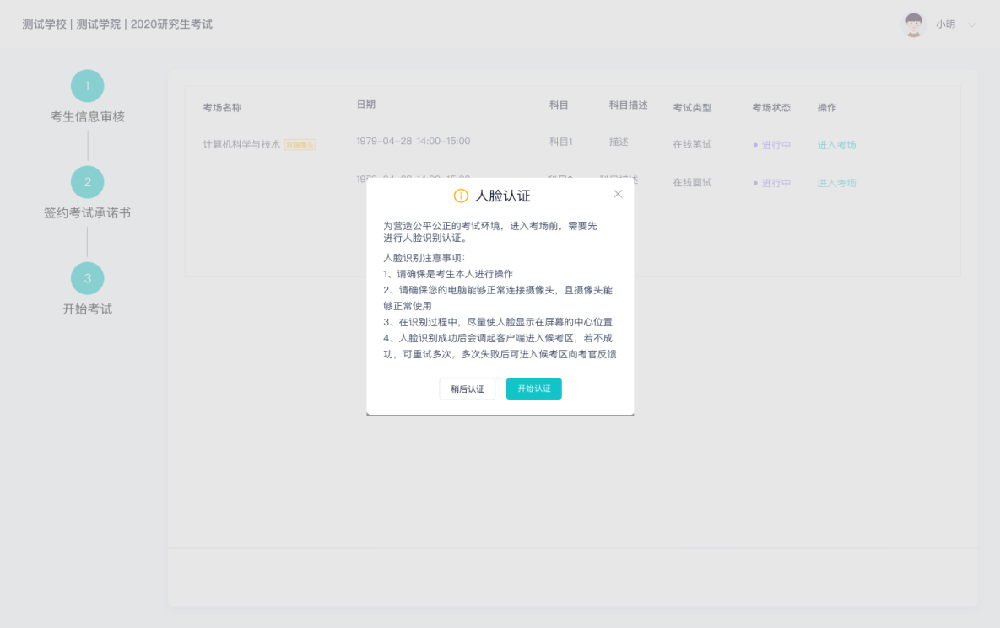 测试学校 | 测试学院 | 2020研究生考试
小明
1
考生信息审核
2
签约考试承诺书
3
开始考试
考场名称 日期 科目 科目描述 考试类型 考场状态 操作
计算机科学与技术 双摄像头 1979-04-28 14:00-15:00 科目1 描述 在线笔试 进行中 进入考场
在线面试 进行中 进入考场
人脸认证
为营造公平公正的考试环境，进入考场前，需要先
进行人脸识别认证。
人脸识别注意事项：
1、请确保是考生本人进行操作
2、请确保您的电脑能够正常连接摄像头，且摄像头能
够正常使用
3、在识别过程中，尽量使人脸显示在屏幕的中心位置
4、人脸识别成功后会调起客户端进入候考区，若不成
功，可重试多次，多次失败后可进入候考区向考官反馈
稍后认证 开始认证